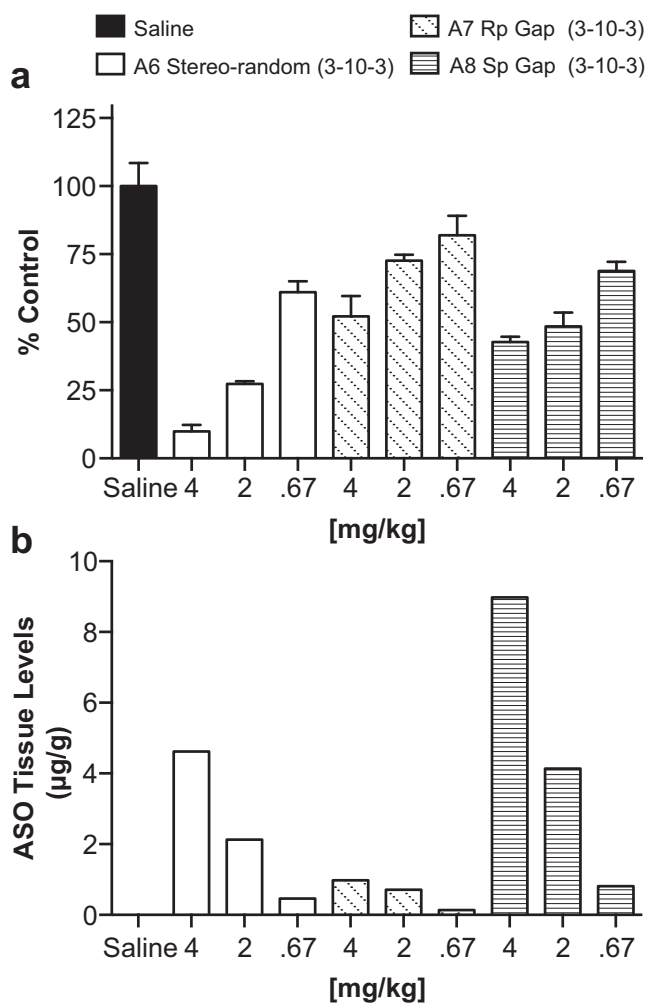 Saline
A7 Rp Gap (3-10-3)
A6 Stereo-random (3-10-3)
A8 Sp Gap (3-10-3)
a
125
100
75
50
25
0
% Control
Saline 4 2 .67 4 2 .67 4 2 .67
[mg/kg]
b
10
8
6
4
2
0
ASO Tissue Levels
(µg/g)
Saline 4 2 .67 4 2 .67 4 2 .67
[mg/kg]